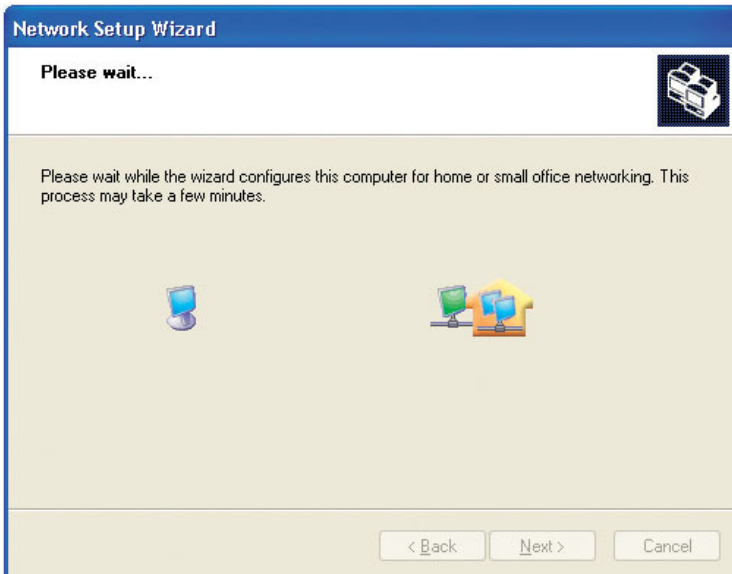 Network Setup Wizard
Please wait...
Please wait while the wizard configures this computer for home or small office networking. This
process may take a few minutes.
< Back
Next >
Cancel